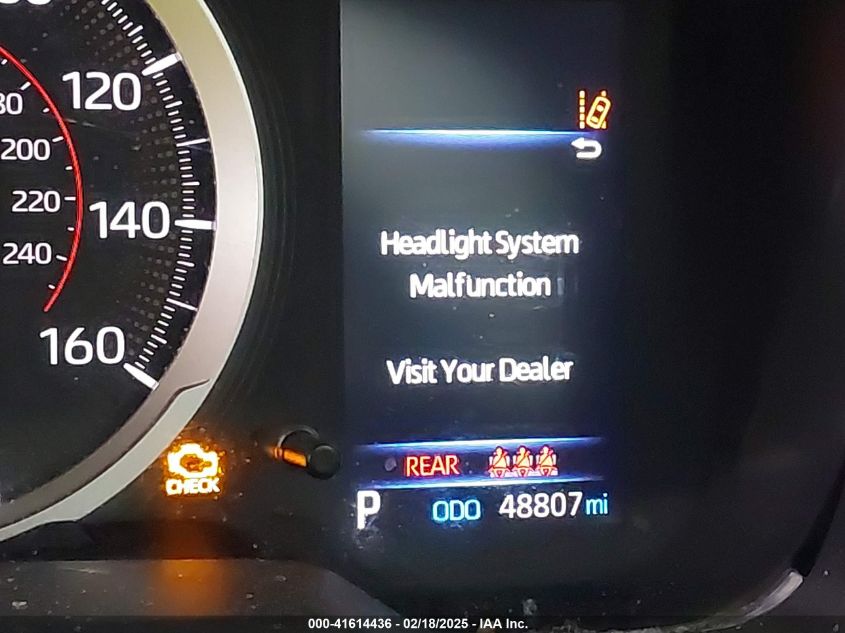 120
80
200
220
140
240
160
Headlight System
Malfunction
Visit Your Dealer
CHECK
REAR
P ODO 48807 mi
000-41614436 - 02/18/2025 - IAA Inc.